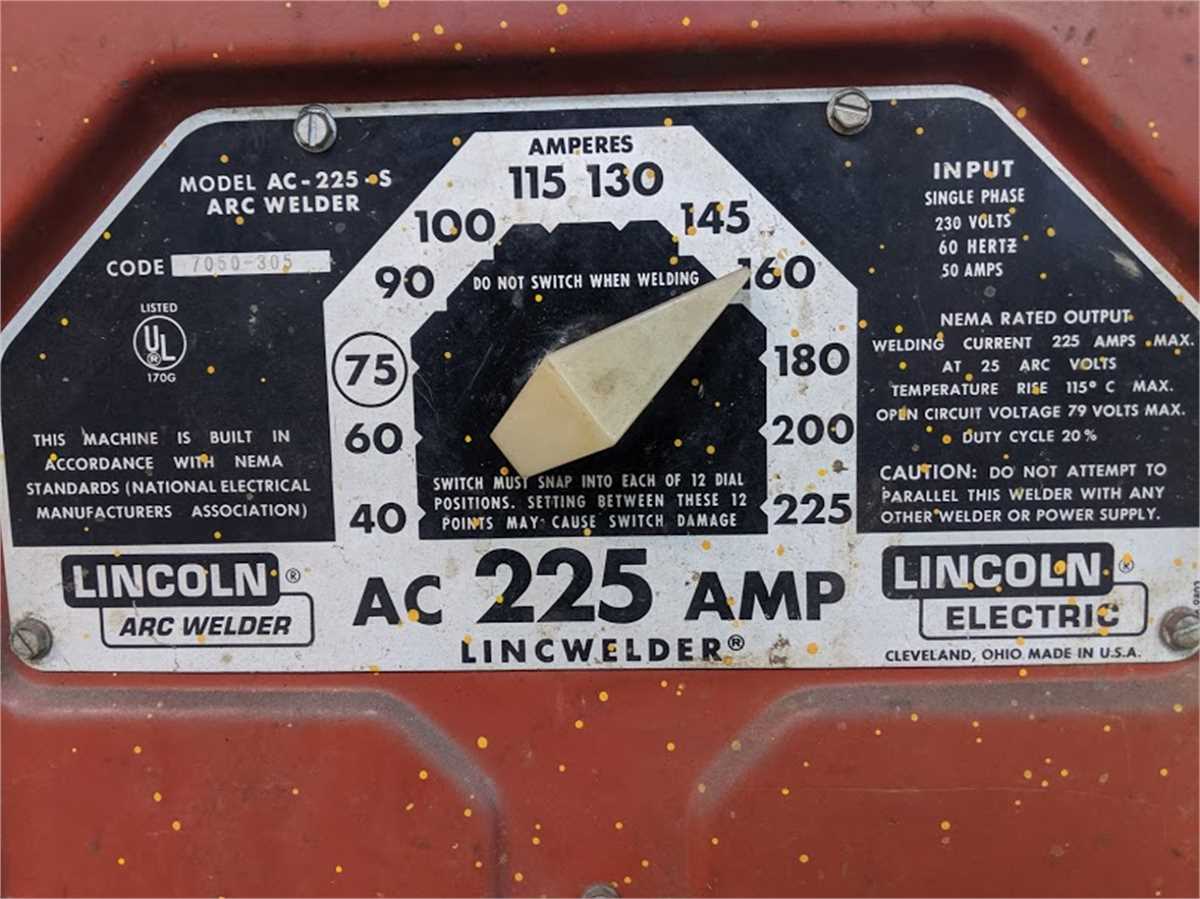 MODEL AC-225-S
ARC WELDER
CODE 7050-305
LISTED
UL
®
170G
THIS MACHINE IS BUILT IN
ACCORDANCE WITH NEMA
STANDARDS (NATIONAL ELECTRICAL
MANUFACTURERS ASSOCIATION)
LINCOLN ®
ARC WELDER
AMPERES
115 130
100 145
90 160
75 180
60 200
40 225
DO NOT SWITCH WHEN WELDING
SWITCH MUST SNAP INTO EACH OF 12 DIAL
POSITIONS. SETTING BETWEEN THESE 12
POINTS MAY CAUSE SWITCH DAMAGE
AC 225 AMP
LINCWELDER®
INPUT
SINGLE PHASE
230 VOLTS
60 HERTZ
50 AMPS
NEMA RATED OUTPUT
WELDING CURRENT 225 AMPS MAX.
AT 25 ARC VOLTS
TEMPERATURE RISE 115° C MAX.
OPEN CIRCUIT VOLTAGE 79 VOLTS MAX.
DUTY CYCLE 20%
CAUTION: DO NOT ATTEMPT TO
PARALLEL THIS WELDER WITH ANY
OTHER WELDER OR POWER SUPPLY.
LINCOLN ®
ELECTRIC
CLEVELAND, OHIO MADE IN U.S.A.